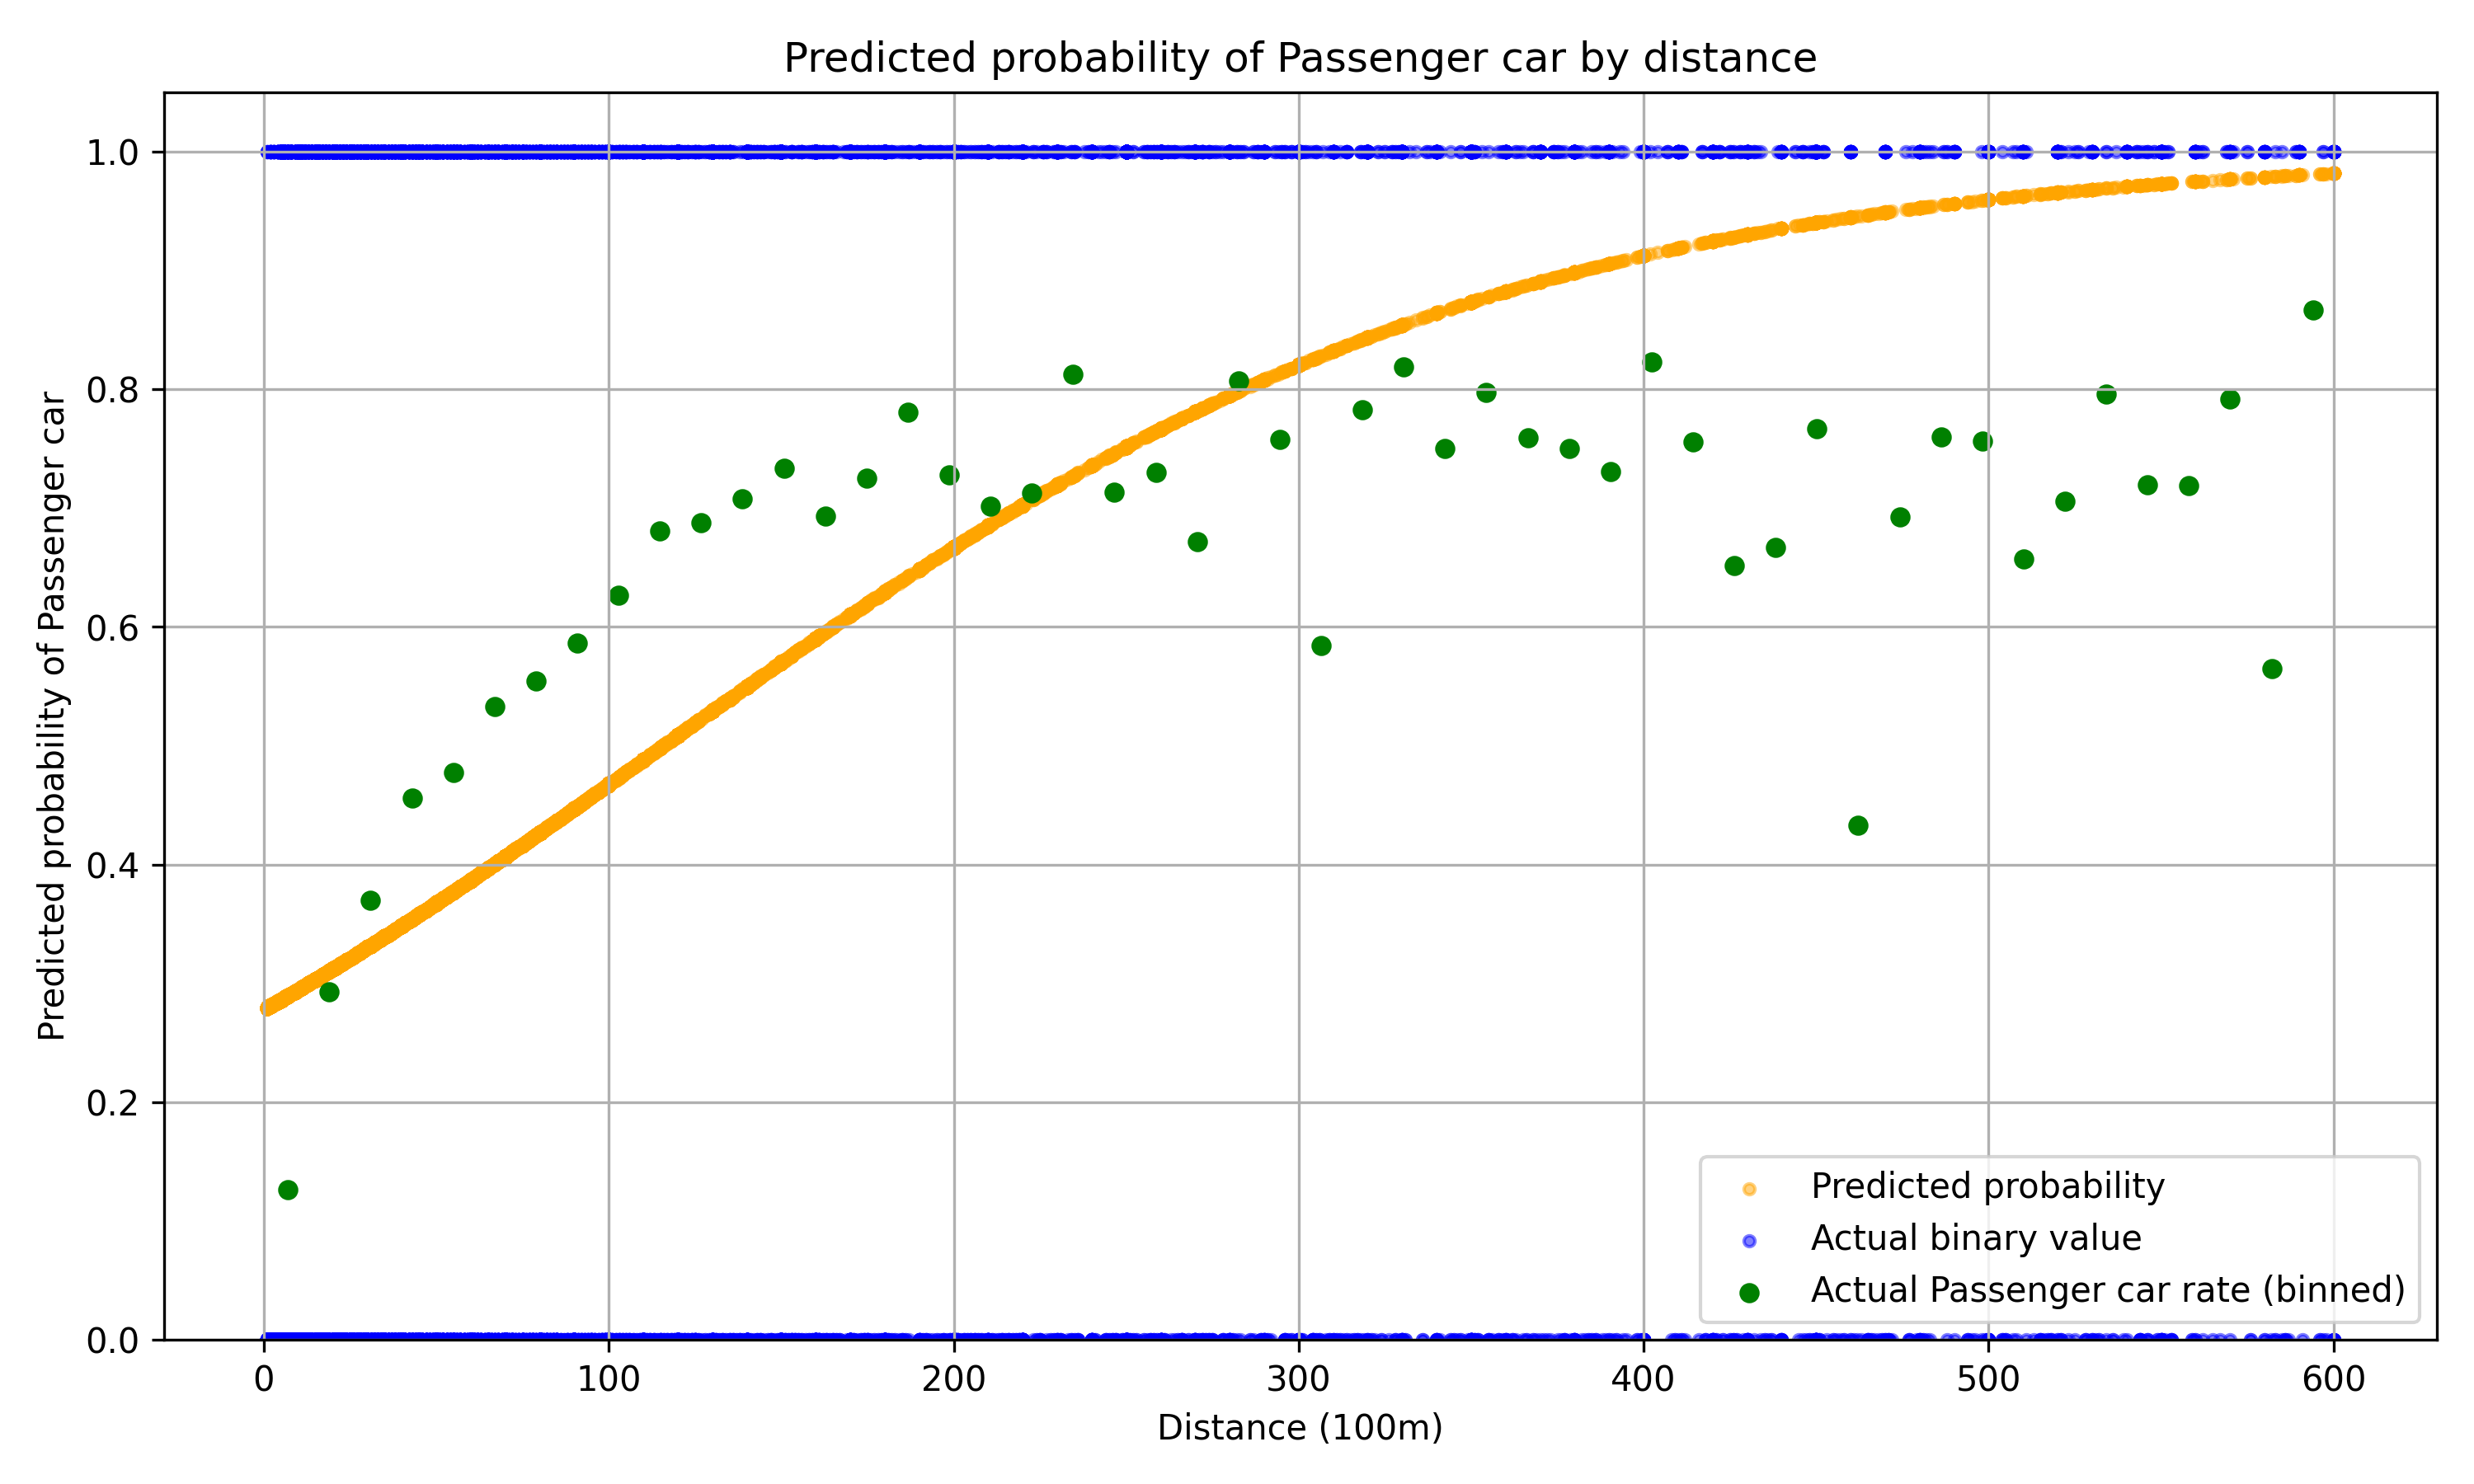 Predicted probability of Passenger car by distance
Predicted probability of Passenger car
1.0
0.8
0.6
0.4
0.2
0.0
0 100 200 300 400 500 600
Distance (100m)
Predicted probability
Actual binary value
Actual Passenger car rate (binned)